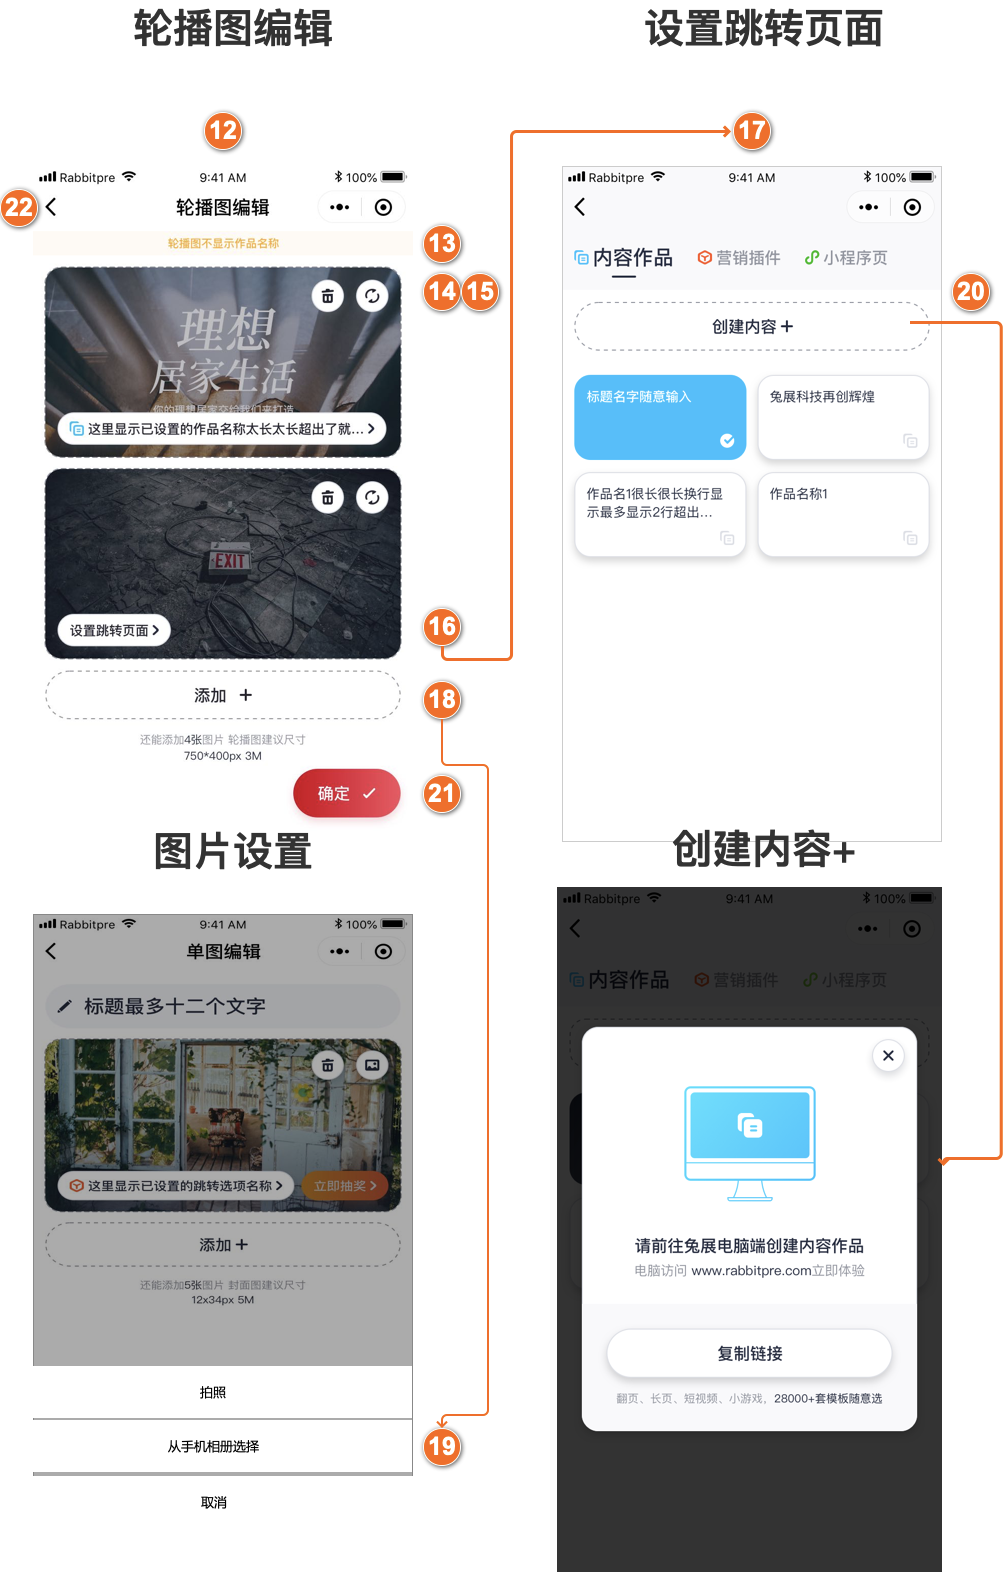 轮播图编辑
设置跳转页面
12
17
Rabbitpre
9:41 AM
100%
22
轮播图编辑
轮播图不显示作品名称
13
14
15
理想
居家生活
你的理想居家交给我们来打造
这里显示已设置的作品名称太长太长超出了就...
EXIT
设置跳转页面
16
添加 +
18
还能添加4张图片 轮播图建议尺寸
750*400px 3M
确定
21
Rabbitpre
9:41 AM
100%
内容作品
营销插件
小程序页
20
创建内容+
标题名字随意输入
兔展科技再创辉煌
作品名1很长很长换行显
示最多显示2行超出...
作品名称1
图片设置
创建内容+
Rabbitpre
9:41 AM
100%
单图编辑
标题最多十二个文字
这里显示已设置的跳转选项名称
立即抽奖
添加+
还能添加5张图片 封面图建议尺寸
12x34px 5M
拍照
从手机相册选择
19
取消
Rabbitpre
9:41 AM
100%
内容作品
营销插件
小程序页
请前往兔展电脑端创建内容作品
电脑访问 www.rabbitpre.com立即体验
复制链接
翻页、长页、短视频、小游戏，28000+套模板随意选